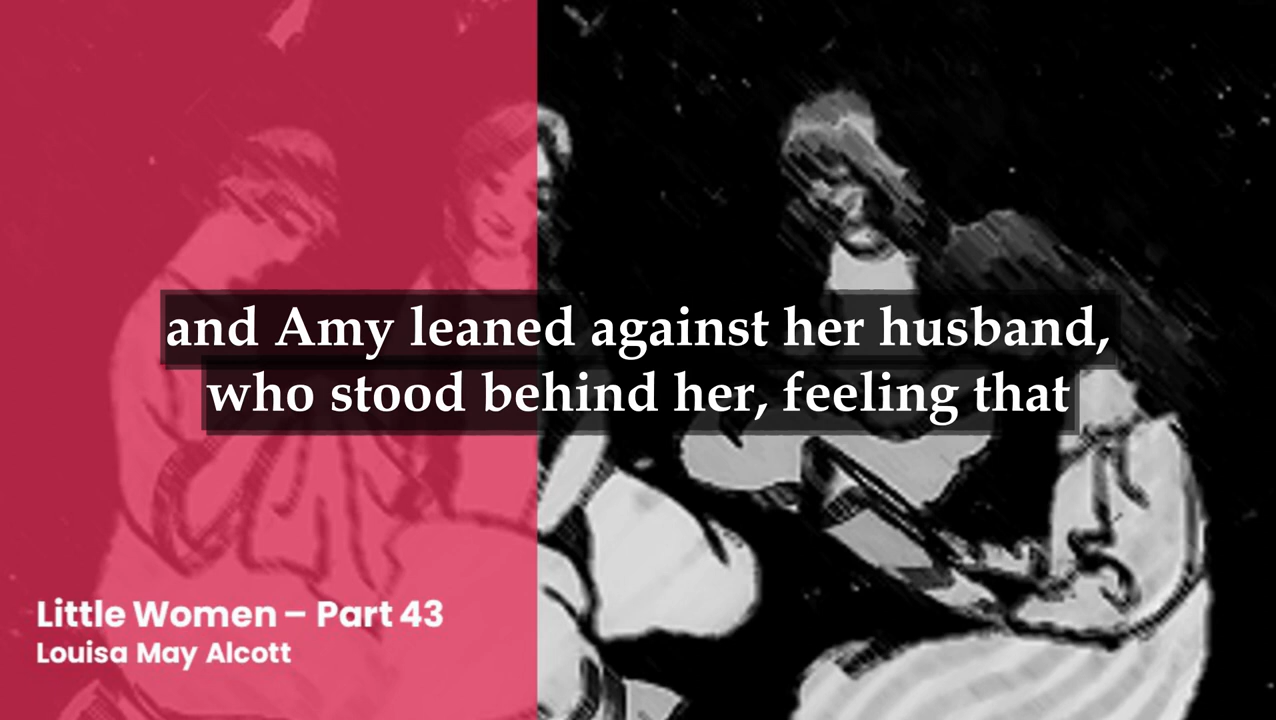 and Amy leaned against her husband,
who stood behind her, feeling that
Little Women – Part 43
Louisa May Alcott